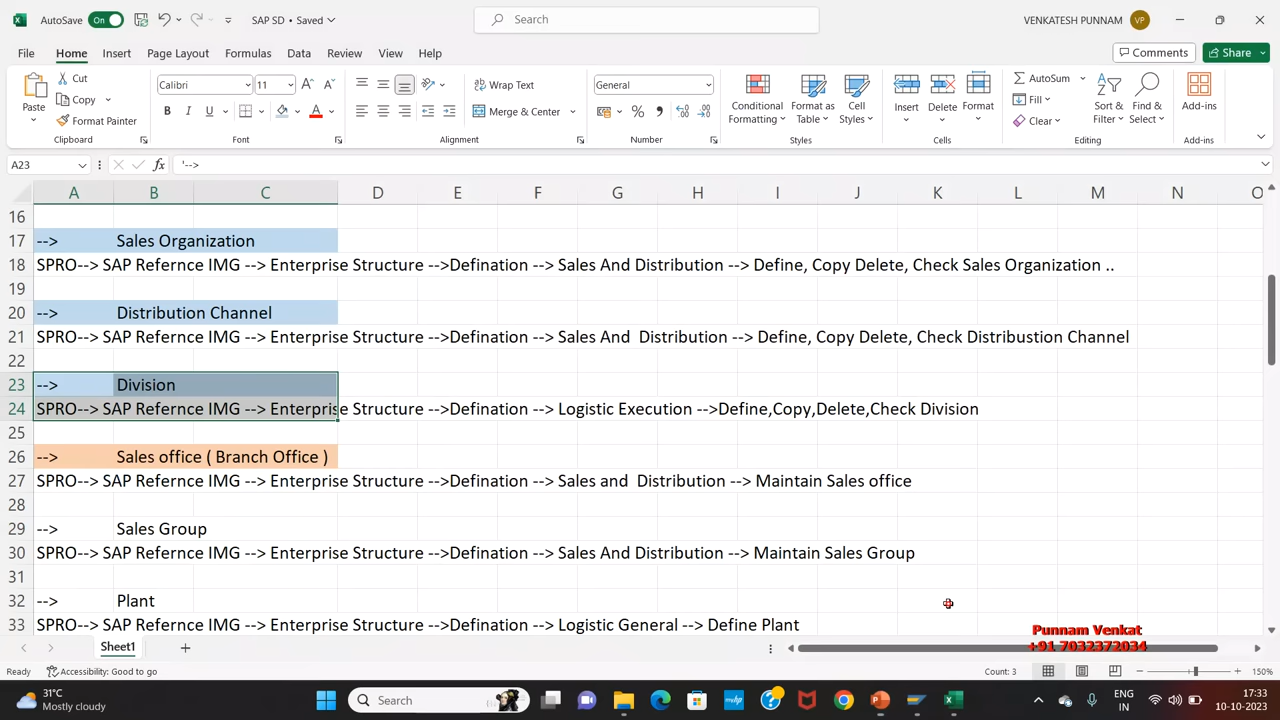 AutoSave On SAP SD • Saved Search VENKATESH PUNNAM VP
File Home Insert Page Layout Formulas Data Review View Help Comments Share
Paste Cut Copy Format Painter Clipboard
Calibri 11 A A B I U A Font
Wrap Text Merge & Center Alignment
General % Number
Conditional Formatting Format as Table Cell Styles Styles
Insert Delete Format Cells
AutoSum Fill Clear Sort & Filter Find & Select Editing
Add-ins Add-ins
A23 fx '-->
A B C D E F G H I J K L M N O
16
17 --> Sales Organization
18 SPRO--> SAP Refernce IMG --> Enterprise Structure -->Defination --> Sales And Distribution --> Define, Copy Delete, Check Sales Organization ..
19
20 --> Distribution Channel
21 SPRO--> SAP Refernce IMG --> Enterprise Structure -->Defination --> Sales And Distribution --> Define, Copy Delete, Check Distribustion Channel
22
23 --> Division
24 SPRO--> SAP Refernce IMG --> Enterprise Structure -->Defination --> Logistic Execution -->Define,Copy,Delete,Check Division
25
26 --> Sales office ( Branch Office )
27 SPRO--> SAP Refernce IMG --> Enterprise Structure -->Defination --> Sales and Distribution --> Maintain Sales office
28
29 --> Sales Group
30 SPRO--> SAP Refernce IMG --> Enterprise Structure -->Defination --> Sales And Distribution --> Maintain Sales Group
31
32 --> Plant
33 SPRO--> SAP Refernce IMG --> Enterprise Structure -->Defination --> Logistic General --> Define Plant
Punnam Venkat
+91 7032372034
Sheet1
Ready Accessibility: Good to go Count: 3 150%
31°C
Mostly cloudy
Search
ENG
IN
17:33
10-10-2023